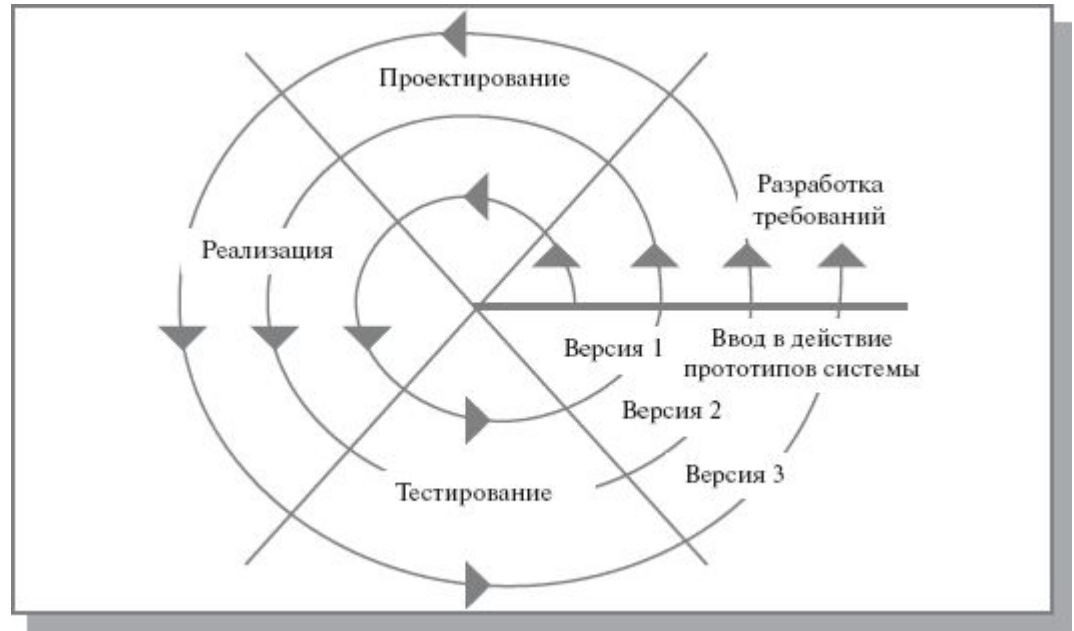 Проектирование
Разработка
требований
Реализация
Версия 1
Ввод в действие
прототипов системы
Версия 2
Версия 3
Тестирование